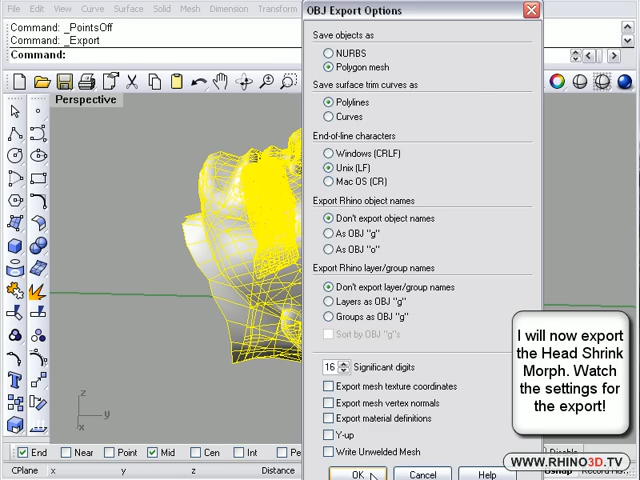 File Edit View Curve Surface Solid Mesh Dimension Transform
Command: _PointsOff
Command: _Export
Command:
Perspective
OBJ Export Options
Save objects as
NURBS
Polygon mesh
Save surface trim curves as
Polylines
Curves
End-of-line characters
Windows (CRLF)
Unix (LF)
Mac OS (CR)
Export Rhino object names
Don't export object names
As OBJ "g"
As OBJ "o"
Export Rhino layer/group names
Don't export layer/group names
Layers as OBJ "g"
Groups as OBJ "g"
Sort by OBJ "g"s
16 Significant digits
Export mesh texture coordinates
Export mesh vertex normals
Export material definitions
Y-up
Write Unwelded Mesh
OK Cancel Help
I will now export
the Head Shrink
Morph. Watch
the settings for
the export!
z
y
x
End Near Point Mid Cen Int
CPlane x y z Distance
WWW.RHINO3D.TV